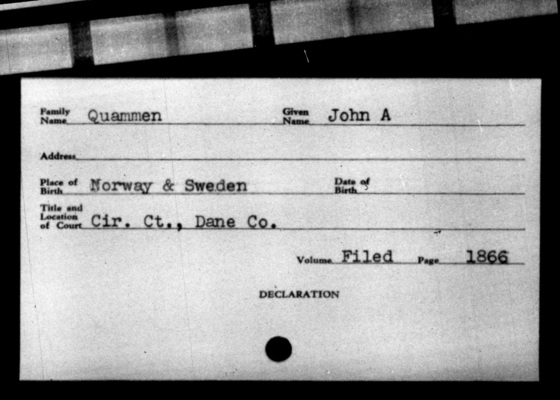 Family Name Quammen Given Name John A
Address
Place of Birth Norway & Sweden Date of Birth
Title and Location of Court Cir. Ct., Dane Co.
Volume Filed Page 1866
DECLARATION